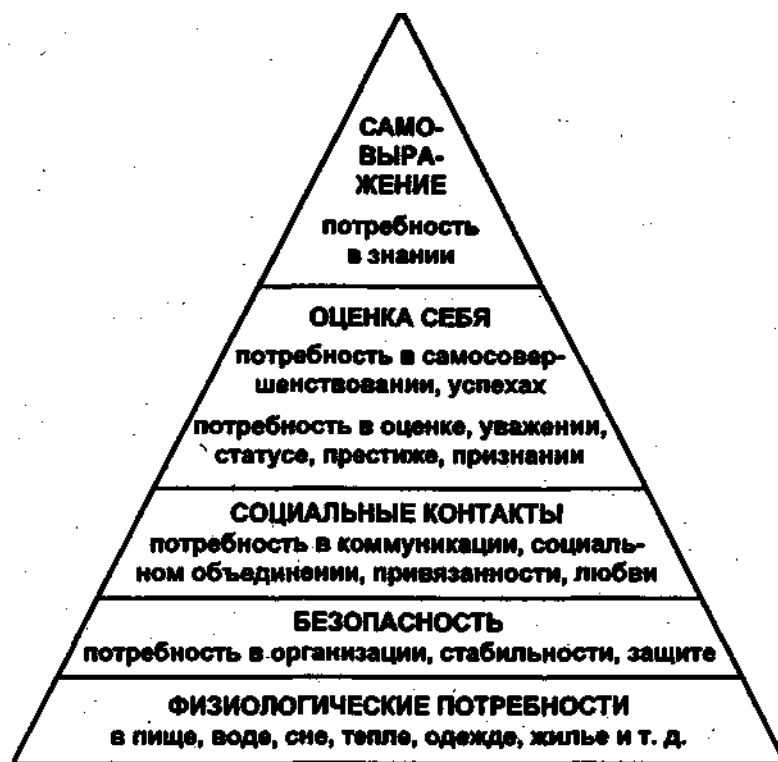 САМО-
ВЫРА-
ЖЕНИЕ
потребность
в знании
ОЦЕНКА СЕБЯ
потребность в самосовер-
шенствовании, успехах
потребность в оценке, уважении,
статусе, престиже, признании
СОЦИАЛЬНЫЕ КОНТАКТЫ
потребность в коммуникации, социаль-
ном объединении, привязанности, любви
БЕЗОПАСНОСТЬ
потребность в организации, стабильности, защите
ФИЗИОЛОГИЧЕСКИЕ ПОТРЕБНОСТИ
в пище, воде, сне, тепле, одежде, жилье и т. д.